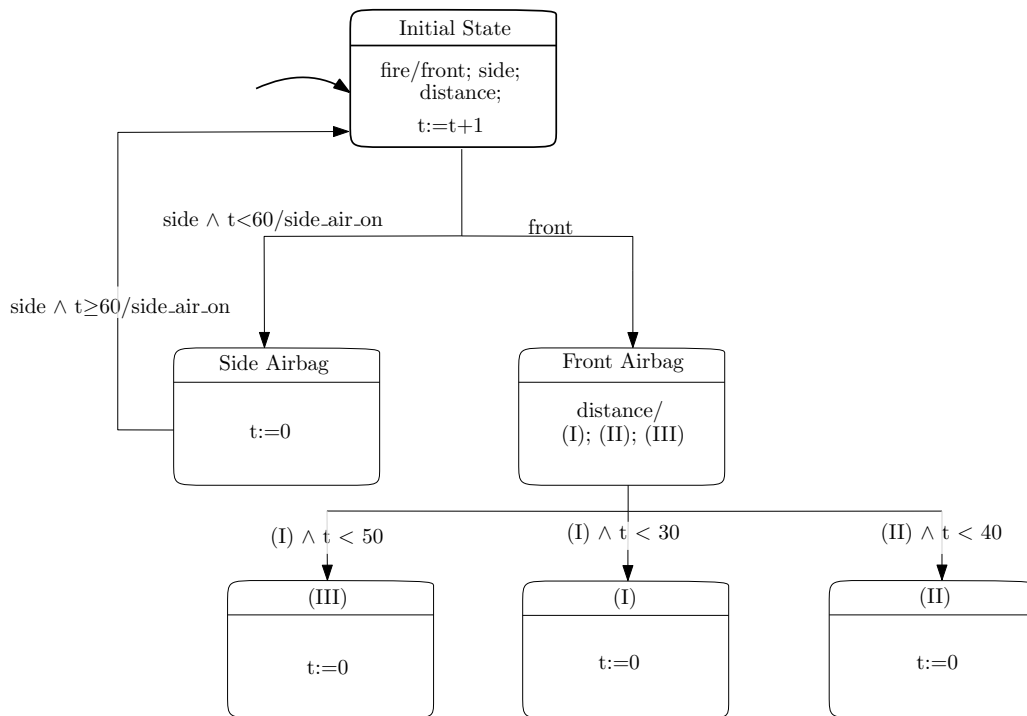 Initial State
fire/front; side;
distance;
t:=t+1
side ∧ t<60/side_air_on
front
side ∧ t≥60/side_air_on
Side Airbag
t:=0
Front Airbag
distance/
(I); (II); (III)
(I) ∧ t < 50
(I) ∧ t < 30
(II) ∧ t < 40
(III)
t:=0
(I)
t:=0
(II)
t:=0